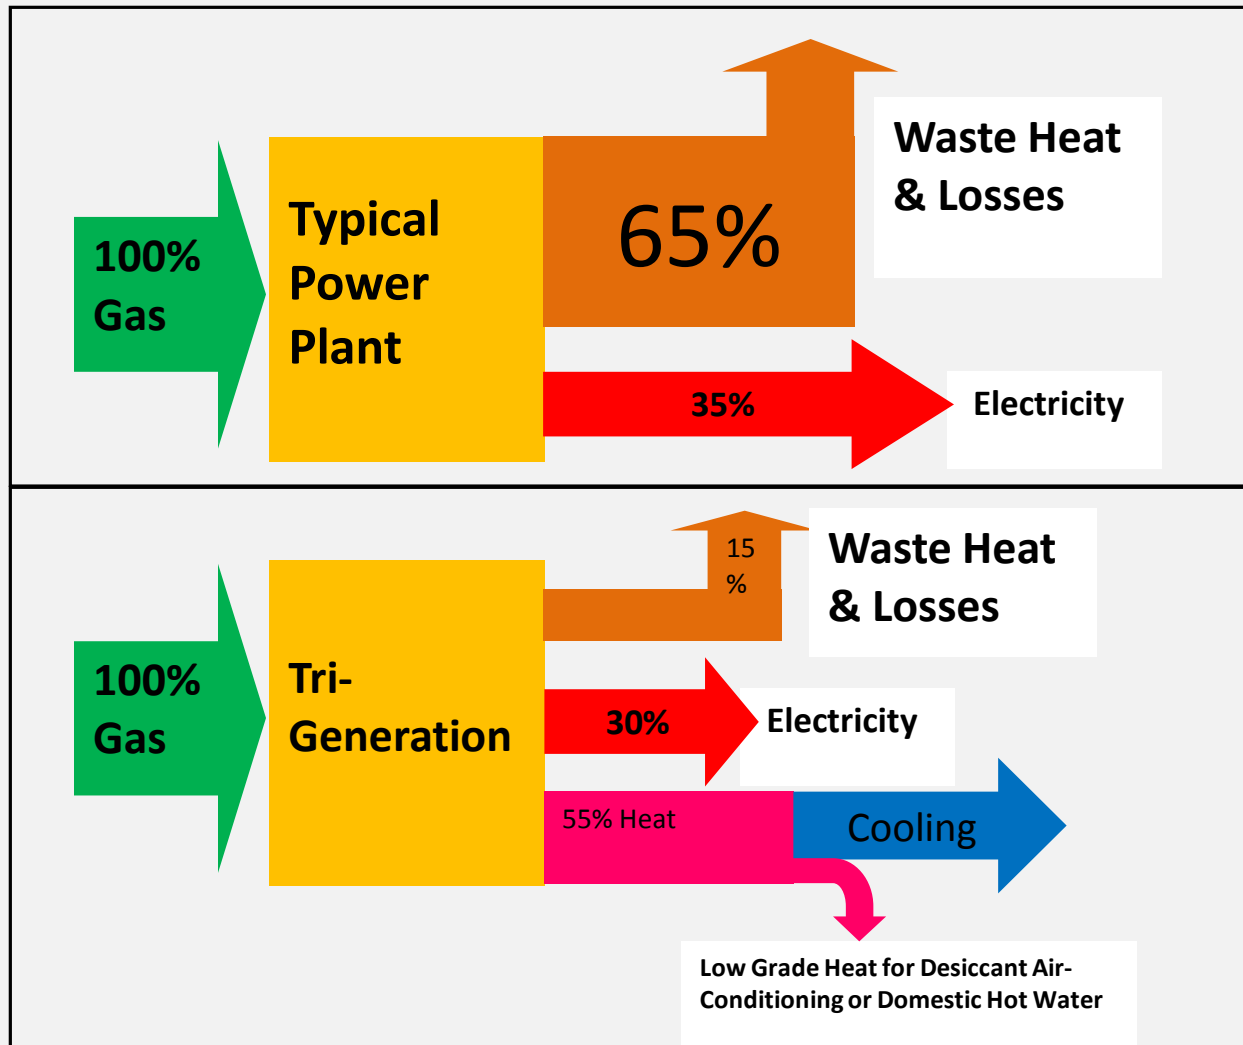 100%
Gas
Typical
Power
Plant
65%
Waste Heat
& Losses
35%
Electricity
100%
Gas
Tri-
Generation
15
%
Waste Heat
& Losses
30%
Electricity
55% Heat
Cooling
Low Grade Heat for Desiccant Air-
Conditioning or Domestic Hot Water